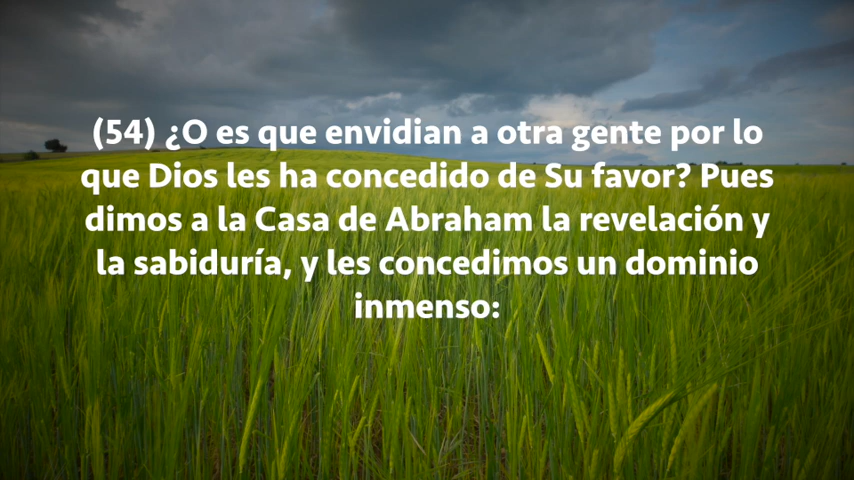 (54) ¿O es que envidian a otra gente por lo
que Dios les ha concedido de Su favor? Pues
dimos a la Casa de Abraham la revelación y
la sabiduría, y les concedimos un dominio
inmenso: